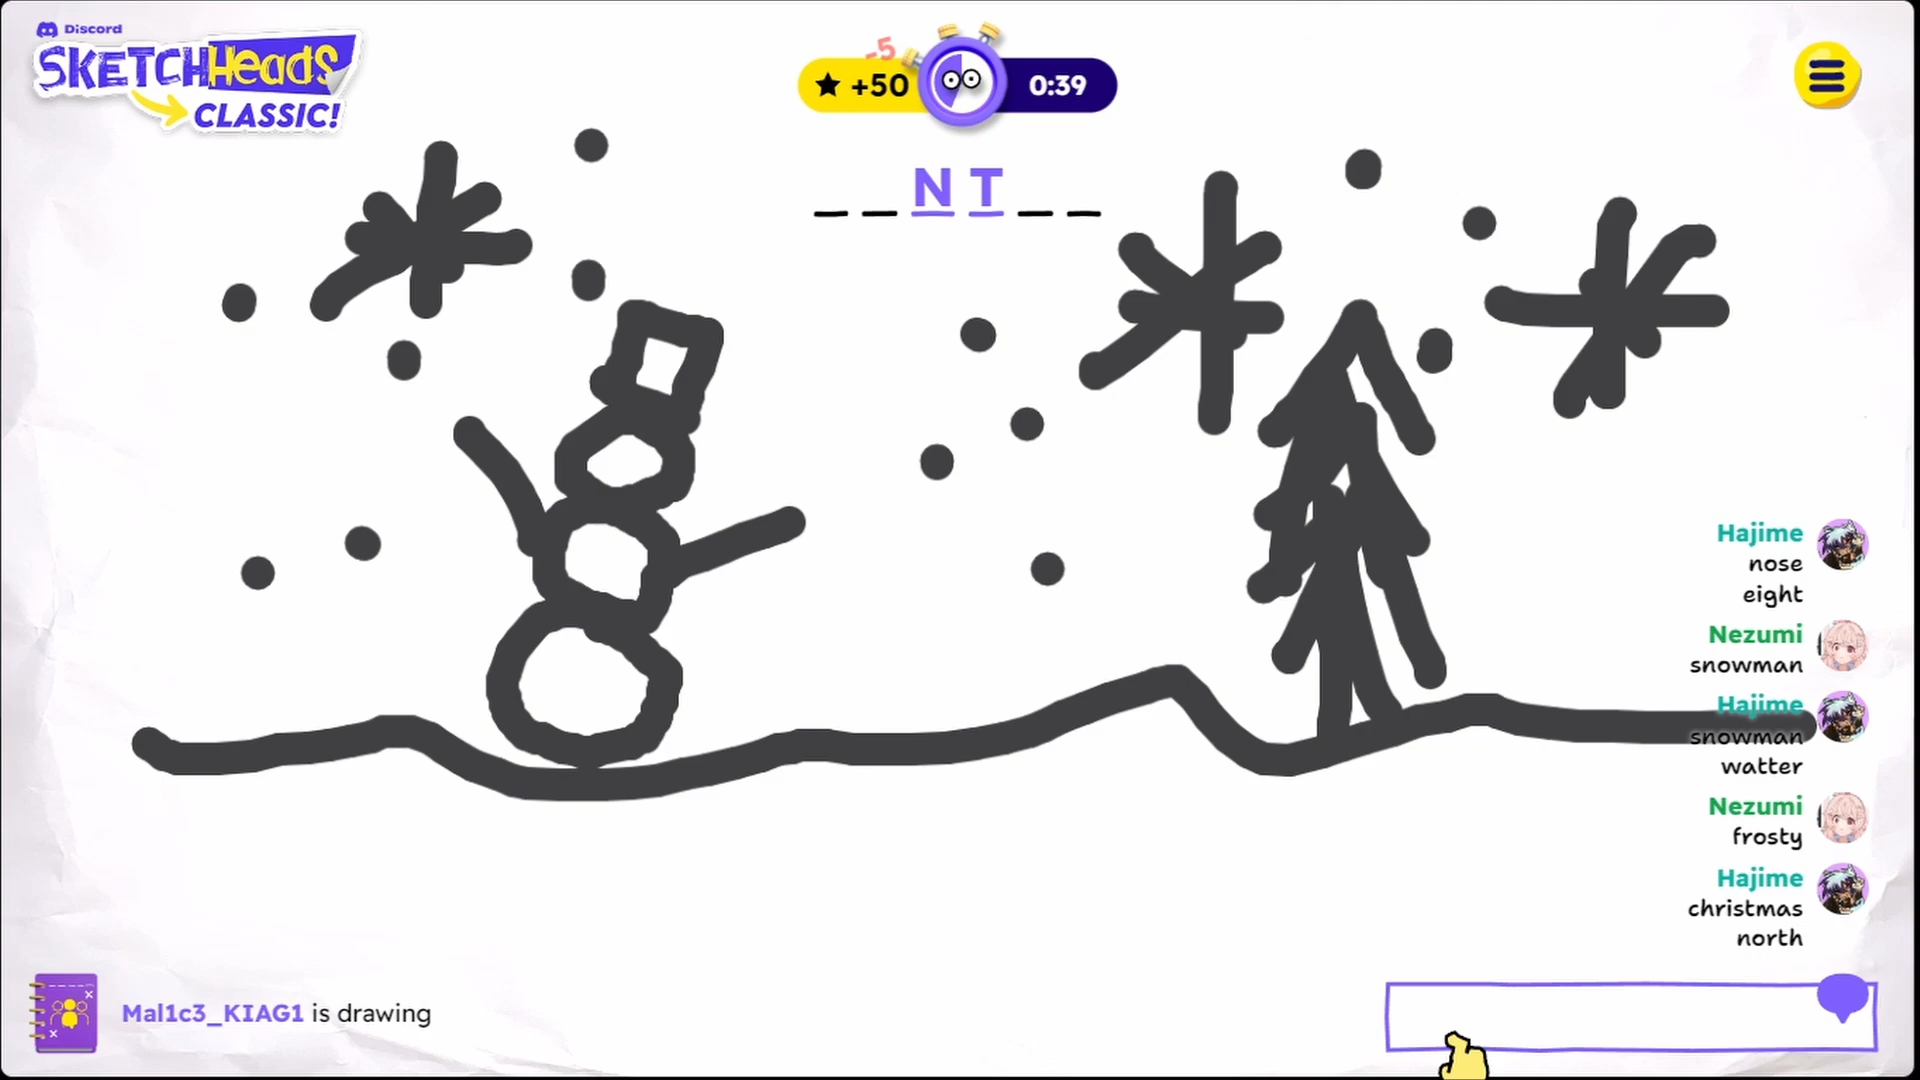 Discord
SKETCHHeadS
CLASSIC!
-5
+50
0:39
_ _ N T _ _
Hajime
nose
eight
Nezumi
snowman
Hajime
snowman
watter
Nezumi
frosty
Hajime
christmas
north
Mal1c3_KIAG1 is drawing